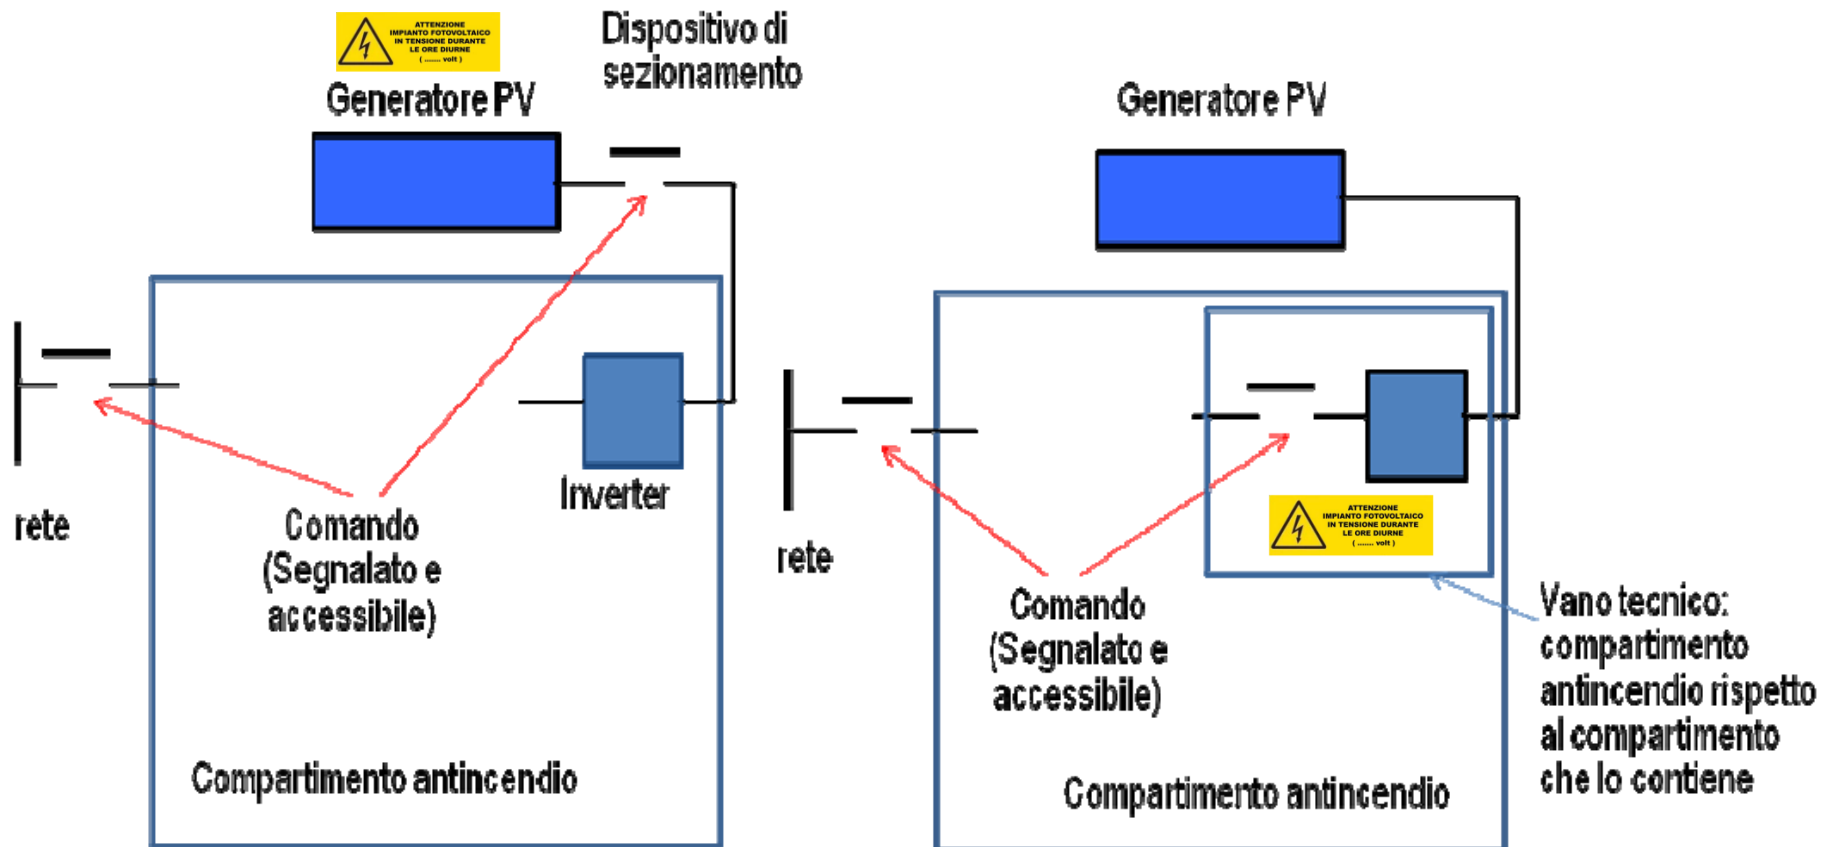 ATTENZIONE
IMPIANTO FOTOVOLTAICO
IN TENSIONE DURANTE
LE ORE DIURNE
( ....... volt )
Dispositivo di
sezionamento
Generatore PV
rete
Inverter
Comando
(Segnalato e
accessibile)
Compartimento antincendio
Generatore PV
rete
ATTENZIONE
IMPIANTO FOTOVOLTAICO
IN TENSIONE DURANTE
LE ORE DIURNE
( ....... volt )
Comando
(Segnalato e
accessibile)
Vano tecnico:
compartimento
antincendio rispetto
al compartimento
che lo contiene
Compartimento antincendio